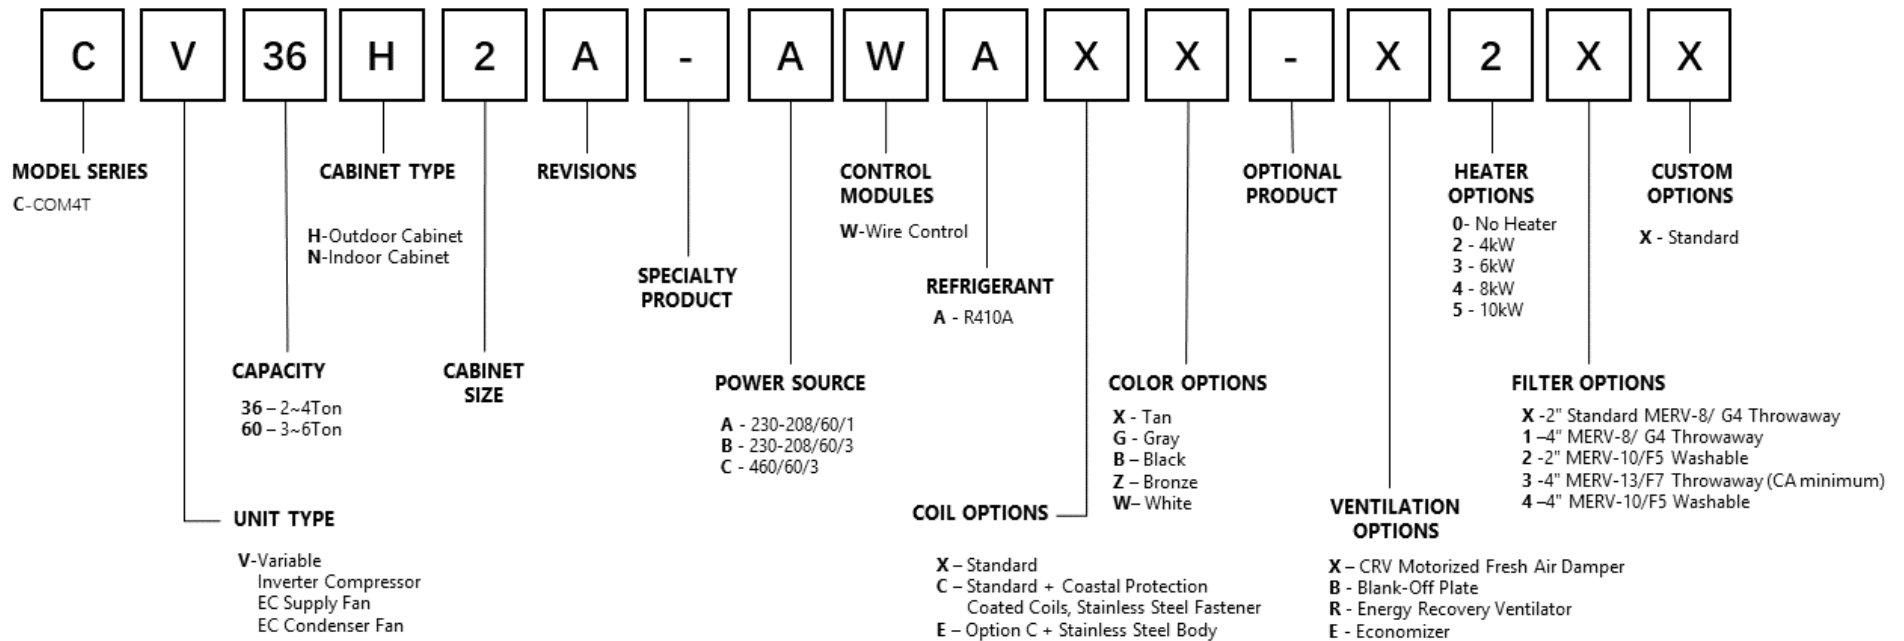 C V 36 H 2 A - A W A X X - X 2 X X
MODEL SERIES
C-COM4T
UNIT TYPE
V-Variable
Inverter Compressor
EC Supply Fan
EC Condenser Fan
CAPACITY
36 – 2~4Ton
60 – 3~6Ton
CABINET TYPE
H-Outdoor Cabinet
N-Indoor Cabinet
CABINET
SIZE
REVISIONS
SPECIALTY
PRODUCT
POWER SOURCE
A - 230-208/60/1
B - 230-208/60/3
C - 460/60/3
CONTROL
MODULES
W-Wire Control
REFRIGERANT
A - R410A
COIL OPTIONS
X – Standard
C – Standard + Coastal Protection
Coated Coils, Stainless Steel Fastener
E – Option C + Stainless Steel Body
COLOR OPTIONS
X - Tan
G - Gray
B – Black
Z – Bronze
W– White
OPTIONAL
PRODUCT
VENTILATION
OPTIONS
X – CRV Motorized Fresh Air Damper
B - Blank-Off Plate
R - Energy Recovery Ventilator
E - Economizer
HEATER
OPTIONS
0- No Heater
2 - 4kW
3 - 6kW
4 - 8kW
5 - 10kW
FILTER OPTIONS
X -2" Standard MERV-8/ G4 Throwaway
1 –4" MERV-8/ G4 Throwaway
2 -2" MERV-10/F5 Washable
3 -4" MERV-13/F7 Throwaway (CA minimum)
4 –4" MERV-10/F5 Washable
CUSTOM
OPTIONS
X - Standard